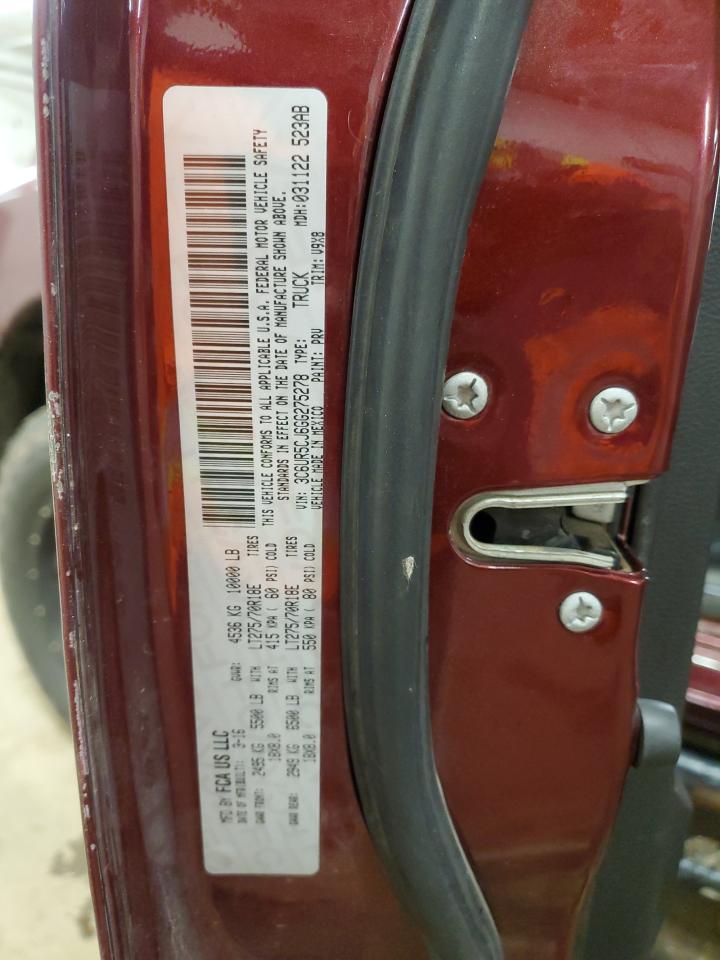 MFD BY FCA US LLC
DATE OF MFR(BUILT): 3-16 GVWR: 4536 KG 10000 LB
GAWR FRONT: 2495 KG 5500 LB WITH LT275/70R18E TIRES
18X8.0 RIMS AT 415 KPA ( 60 PSI) COLD
GAWR REAR: 2949 KG 6500 LB WITH LT275/70R18E TIRES
18X8.0 RIMS AT 550 KPA ( 80 PSI) COLD
THIS VEHICLE CONFORMS TO ALL APPLICABLE U.S.A. FEDERAL MOTOR VEHICLE SAFETY
STANDARDS IN EFFECT ON THE DATE OF MANUFACTURE SHOWN ABOVE.
VIN: 3C6UR5CJ6GG275278 TYPE: TRUCK MDH:031122 523AB
VEHICLE MADE IN MEXICO PAINT: PRV TRIM: V9X8